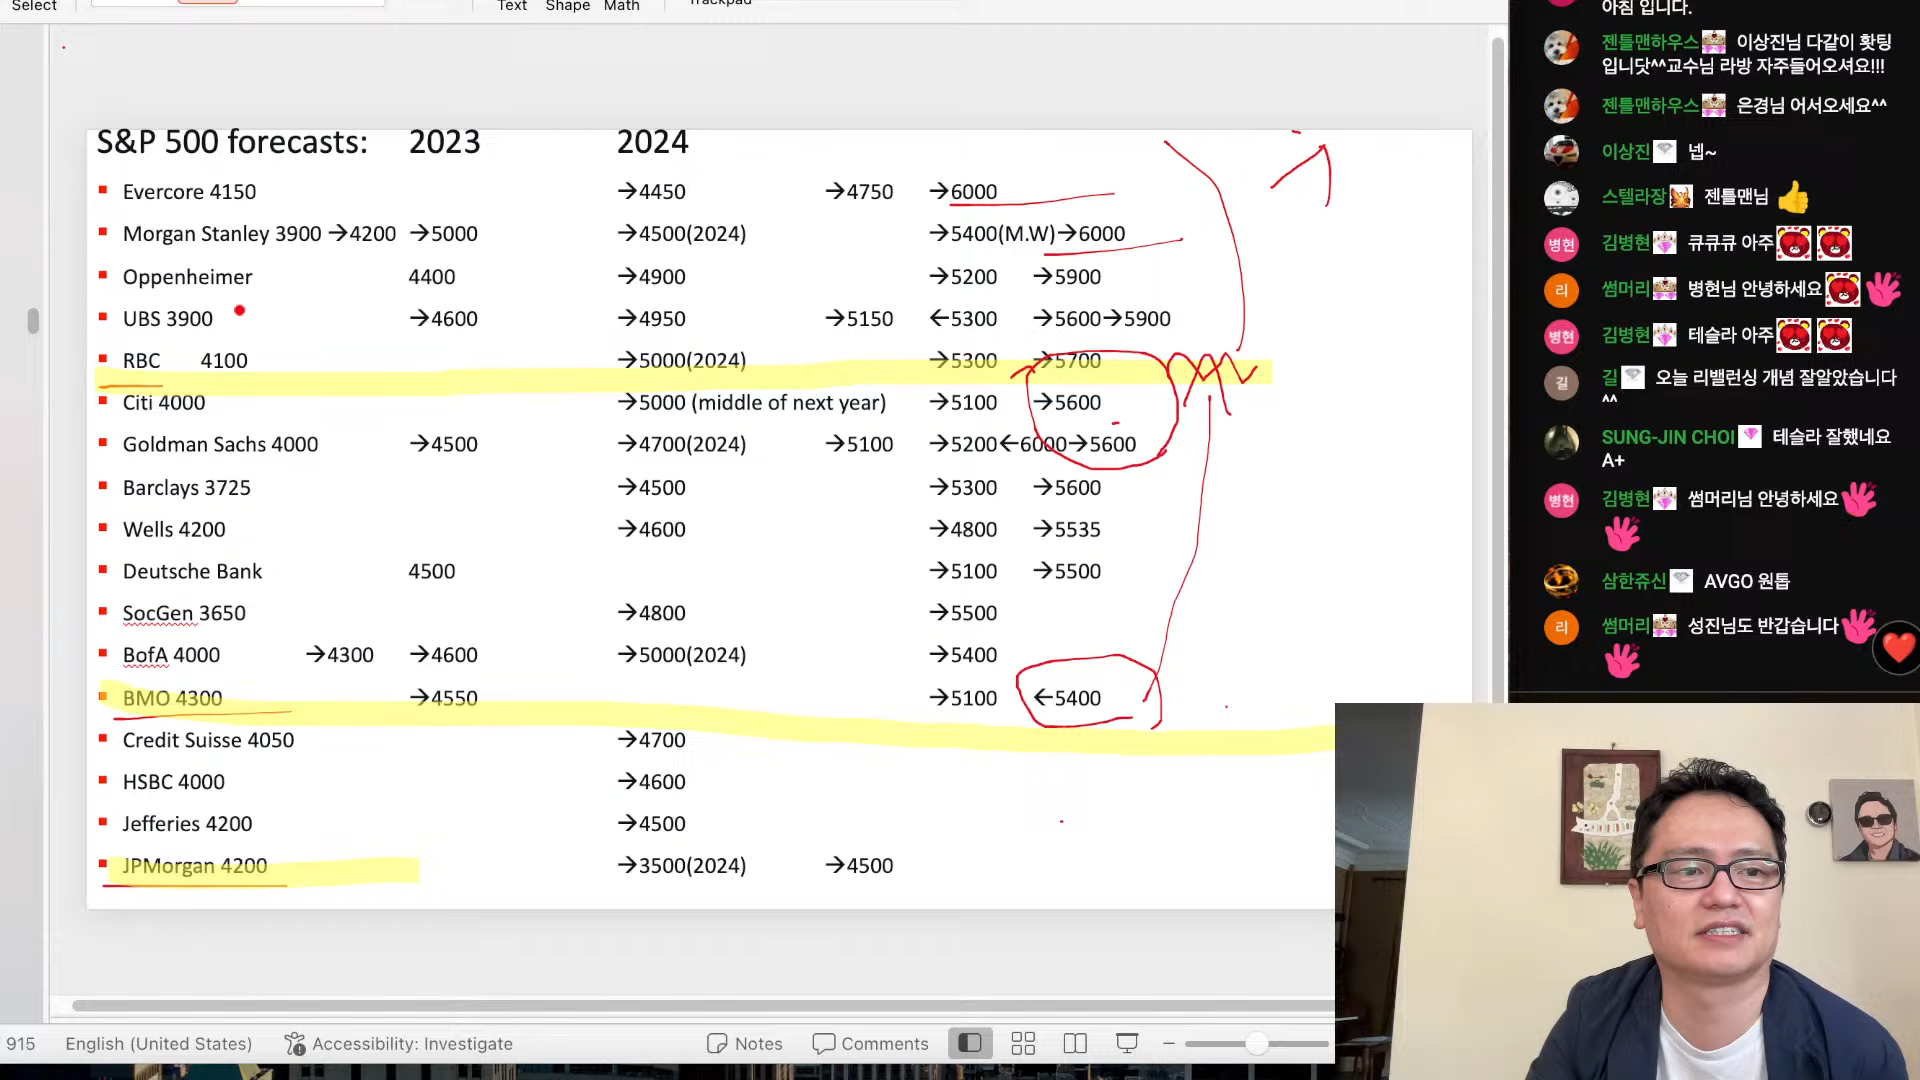 Select Text Shape Math Trackpad
S&P 500 forecasts: 2023 2024
Evercore 4150 →4450 →4750 →6000
Morgan Stanley 3900 →4200 →5000 →4500(2024) →5400(M.W)→6000
Oppenheimer 4400 →4900 →5200 →5900
UBS 3900 →4600 →4950 →5150 ←5300 →5600→5900
RBC 4100 →5000(2024) →5300 →5700
Citi 4000 →5000 (middle of next year) →5100 →5600
Goldman Sachs 4000 →4500 →4700(2024) →5100 →5200←6000→5600
Barclays 3725 →4500 →5300 →5600
Wells 4200 →4600 →4800 →5535
Deutsche Bank 4500 →5100 →5500
SocGen 3650 →4800 →5500
BofA 4000 →4300 →4600 →5000(2024) →5400
BMO 4300 →4550 →5100 ←5400
Credit Suisse 4050 →4700
HSBC 4000 →4600
Jefferies 4200 →4500
JPMorgan 4200 →3500(2024) →4500
915 English (United States) Accessibility: Investigate Notes Comments
아침 입니다.
젠틀맨하우스 이상진님 다같이 홧팅
입니닷^^교수님 라방 자주들어오셔요!!!
젠틀맨하우스 은경님 어서오세요^^
이상진 넵~
스텔라장 젠틀맨님
병현 김병현 큐큐큐 아주
리 썸머리 병현님 안녕하세요
병현 김병현 테슬라 아주
길 길 오늘 리밸런싱 개념 잘알았습니다
^^
SUNG-JIN CHOI 테슬라 잘했네요
A+
병현 김병현 썸머리님 안녕하세요
삼한쥬신 AVGO 원톱
리 썸머리 성진님도 반갑습니다